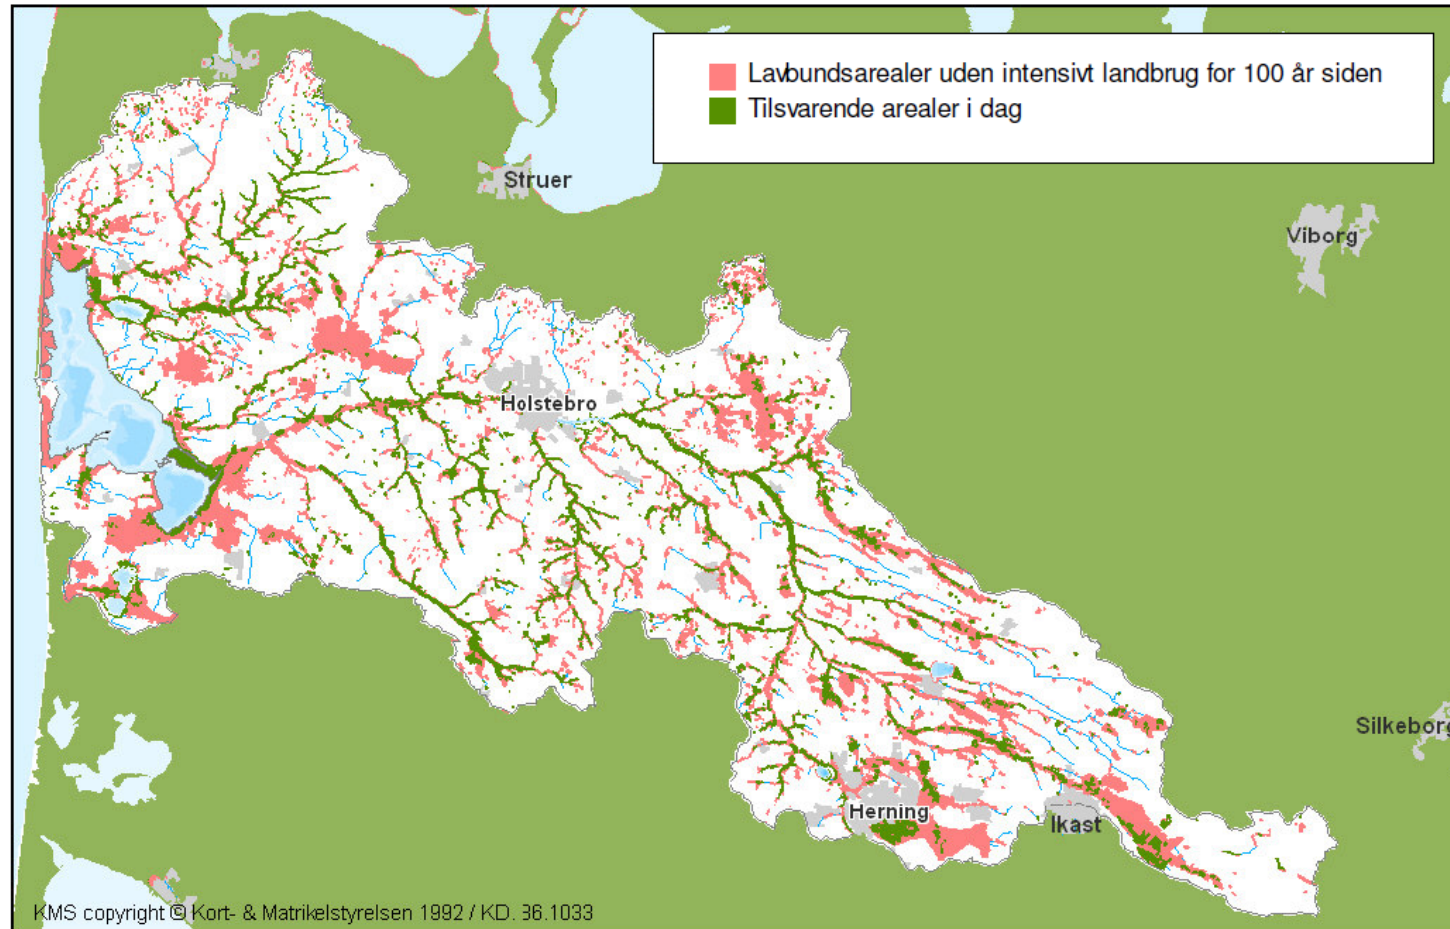 Lavbundsarealer uden intensivt landbrug for 100 år siden
Tilsvarende arealer i dag
Struer
Viborg
Holstebro
Silkeborg
Herning
Ikast
KMS copyright © Kort- & Matrikelstyrelsen 1992 / KD. 36.1033